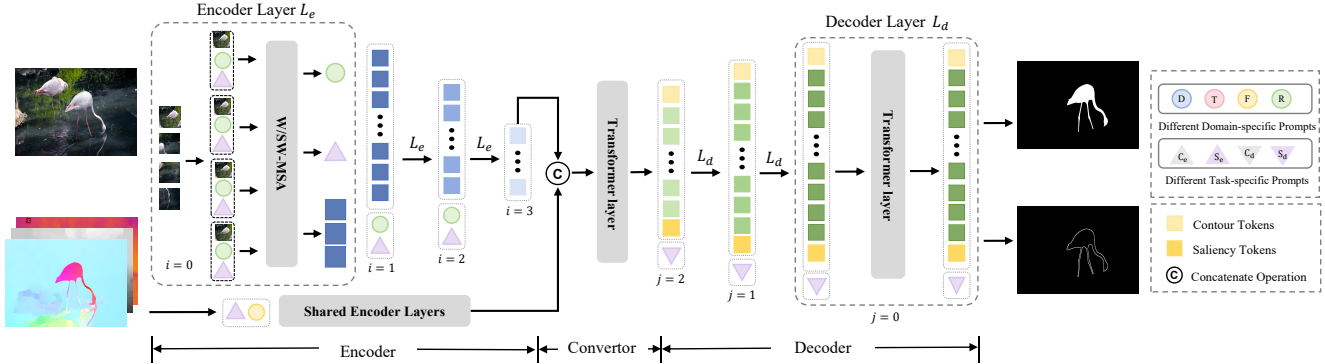 Encoder Layer L_e
Decoder Layer L_d
W/SW-MSA
i = 0
i = 1
L_e
i = 2
L_e
i = 3
C
Transformer layer
j = 2
L_d
j = 1
L_d
Transformer layer
j = 0
Shared Encoder Layers
Encoder
Convertor
Decoder
D T F R
Different Domain-specific Prompts
C_e S_e C_d S_d
Different Task-specific Prompts
Contour Tokens
Saliency Tokens
C Concatenate Operation